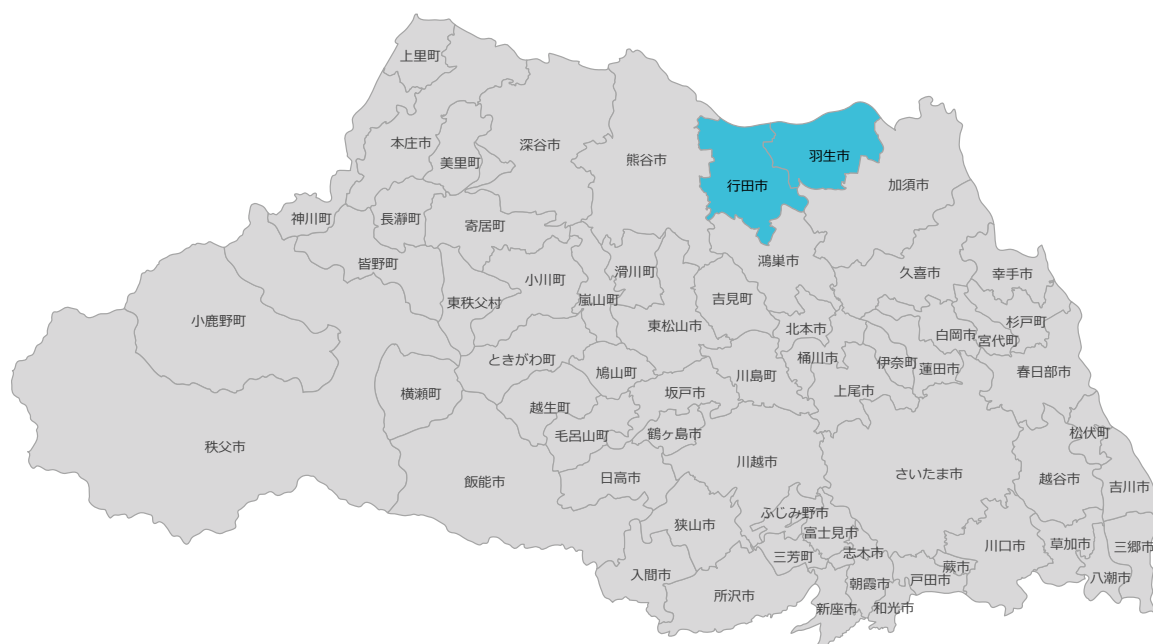 上里町
本庄市
美里町
深谷市
熊谷市
羽生市
行田市
加須市
神川町
長瀞町
寄居町
皆野町
小川町
滑川町
鴻巣市
久喜市
幸手市
嵐山町
吉見町
東秩父村
小鹿野町
東松山市
北本市
白岡市
杉戸町
宮代町
ときがわ町
鳩山町
川島町
桶川市
伊奈町
蓮田市
春日部市
横瀬町
越生町
坂戸市
上尾市
毛呂山町
鶴ヶ島市
松伏町
秩父市
飯能市
日高市
川越市
さいたま市
越谷市
吉川市
狭山市
ふじみ野市
富士見市
川口市
草加市
三郷市
入間市
三芳町
志木市
蕨市
所沢市
朝霞市
戸田市
八潮市
新座市
和光市